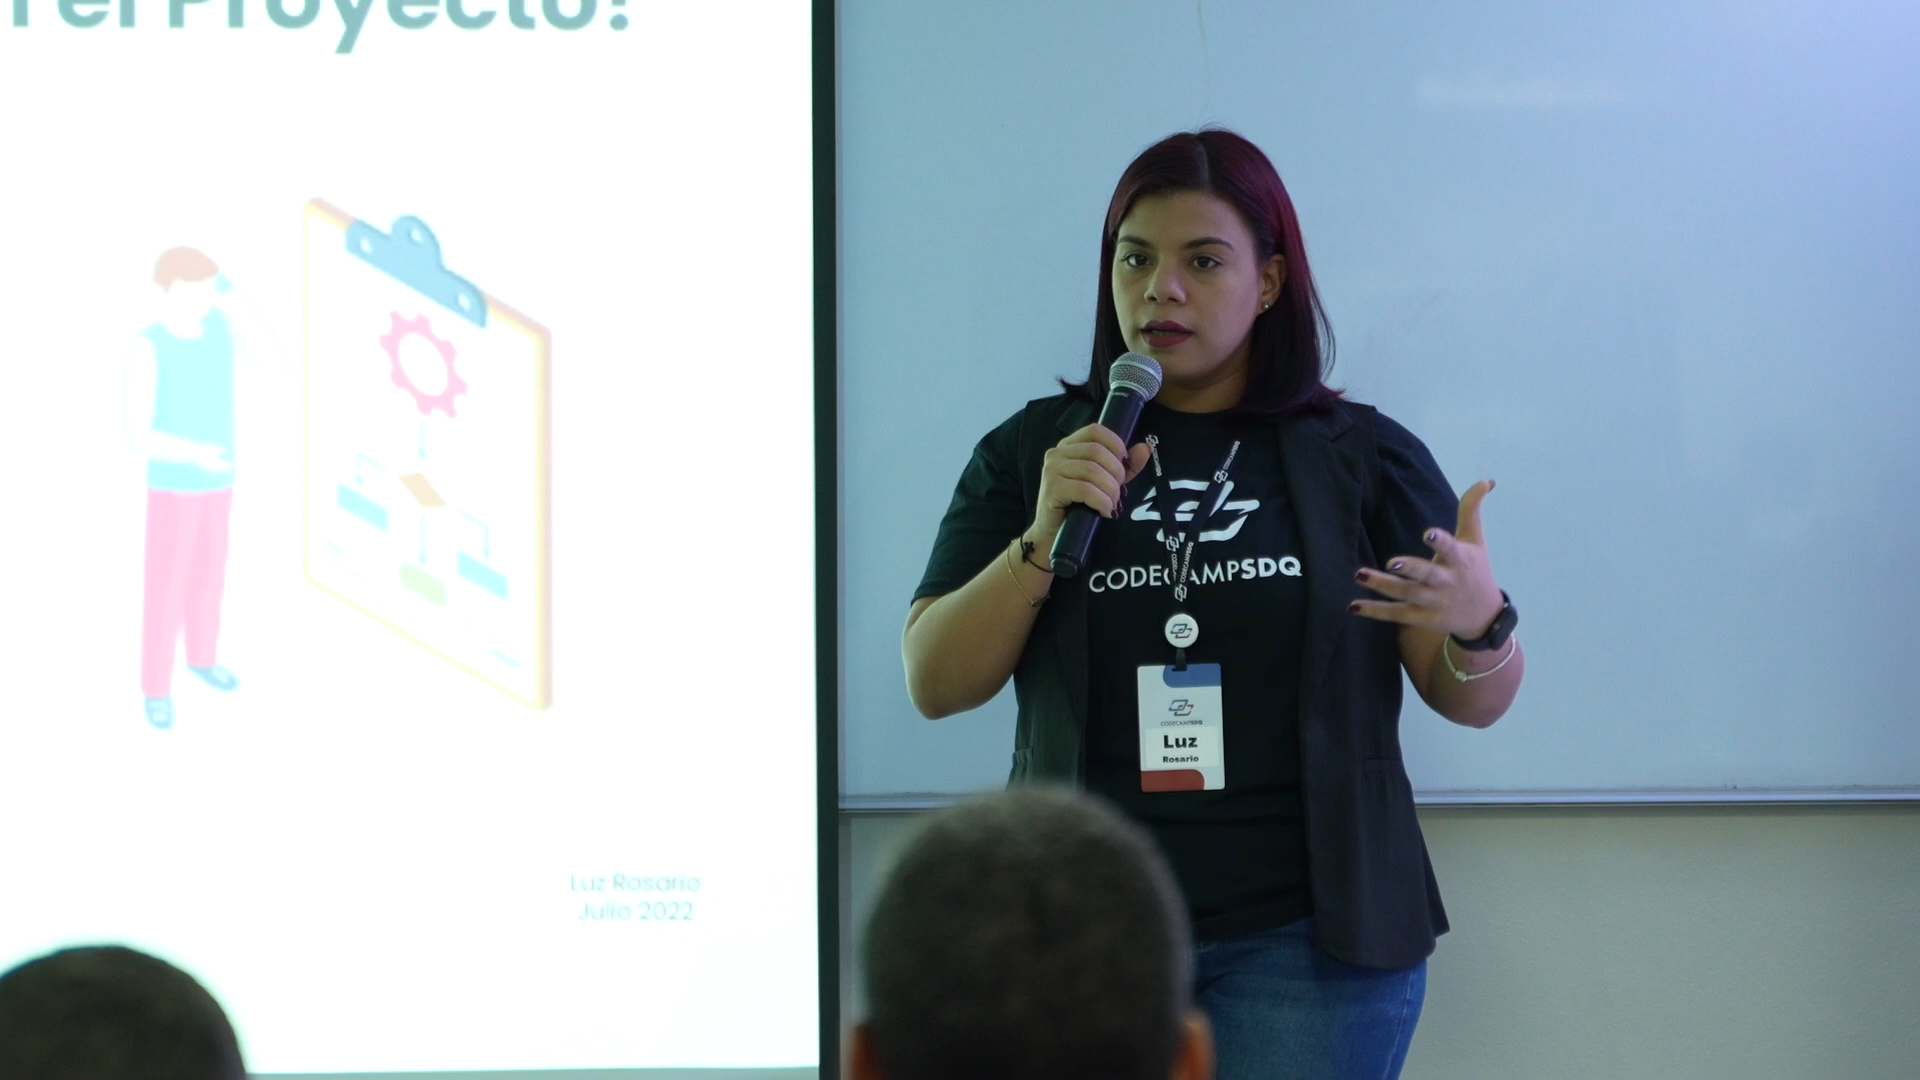 el Proyecto?
Luz Rosario
Julio 2022
CODECAMPSDQ
CODECAMPSDQ
Luz
Rosario